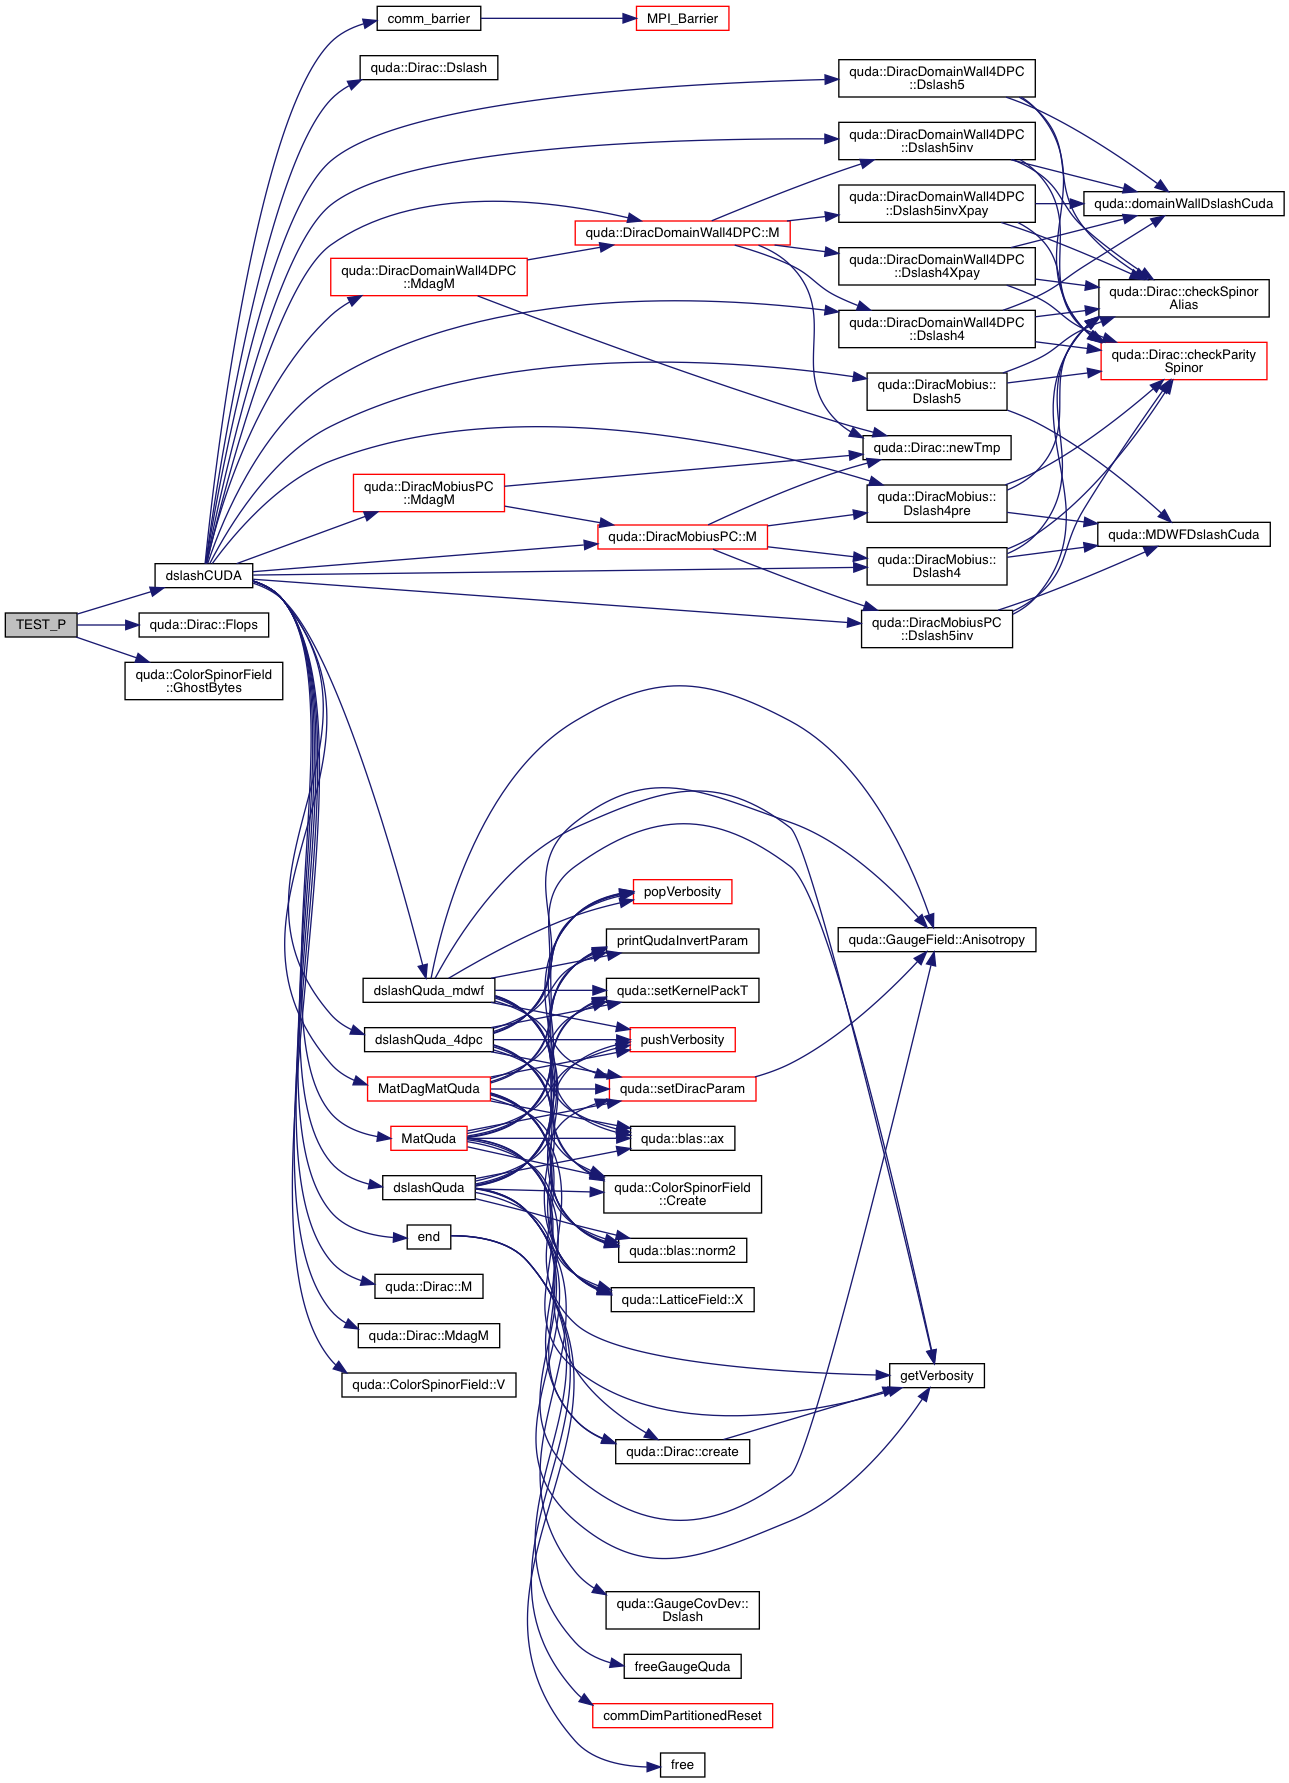 comm_barrier
MPI_Barrier
quda::Dirac::Dslash
quda::DiracDomainWall4DPC
::Dslash5
quda::DiracDomainWall4DPC
::Dslash5inv
quda::DiracDomainWall4DPC
::Dslash5invXpay
quda::domainWallDslashCuda
quda::DiracDomainWall4DPC::M
quda::DiracDomainWall4DPC
::Dslash4Xpay
quda::DiracDomainWall4DPC
::MdagM
quda::Dirac::checkSpinor
Alias
quda::DiracDomainWall4DPC
::Dslash4
quda::Dirac::checkParity
Spinor
quda::DiracMobius::
Dslash5
quda::Dirac::newTmp
quda::DiracMobiusPC
::MdagM
quda::DiracMobius::
Dslash4pre
quda::DiracMobiusPC::M
quda::MDWFDslashCuda
quda::DiracMobius::
Dslash4
dslashCUDA
TEST_P
quda::Dirac::Flops
quda::DiracMobiusPC
::Dslash5inv
quda::ColorSpinorField
::GhostBytes
popVerbosity
printQudaInvertParam
quda::GaugeField::Anisotropy
dslashQuda_mdwf
quda::setKernelPackT
dslashQuda_4dpc
pushVerbosity
MatDagMatQuda
quda::setDiracParam
MatQuda
quda::blas::ax
dslashQuda
quda::ColorSpinorField
::Create
end
quda::blas::norm2
quda::Dirac::M
quda::LatticeField::X
quda::Dirac::MdagM
quda::ColorSpinorField::V
getVerbosity
quda::Dirac::create
quda::GaugeCovDev::
Dslash
freeGaugeQuda
commDimPartitionedReset
free